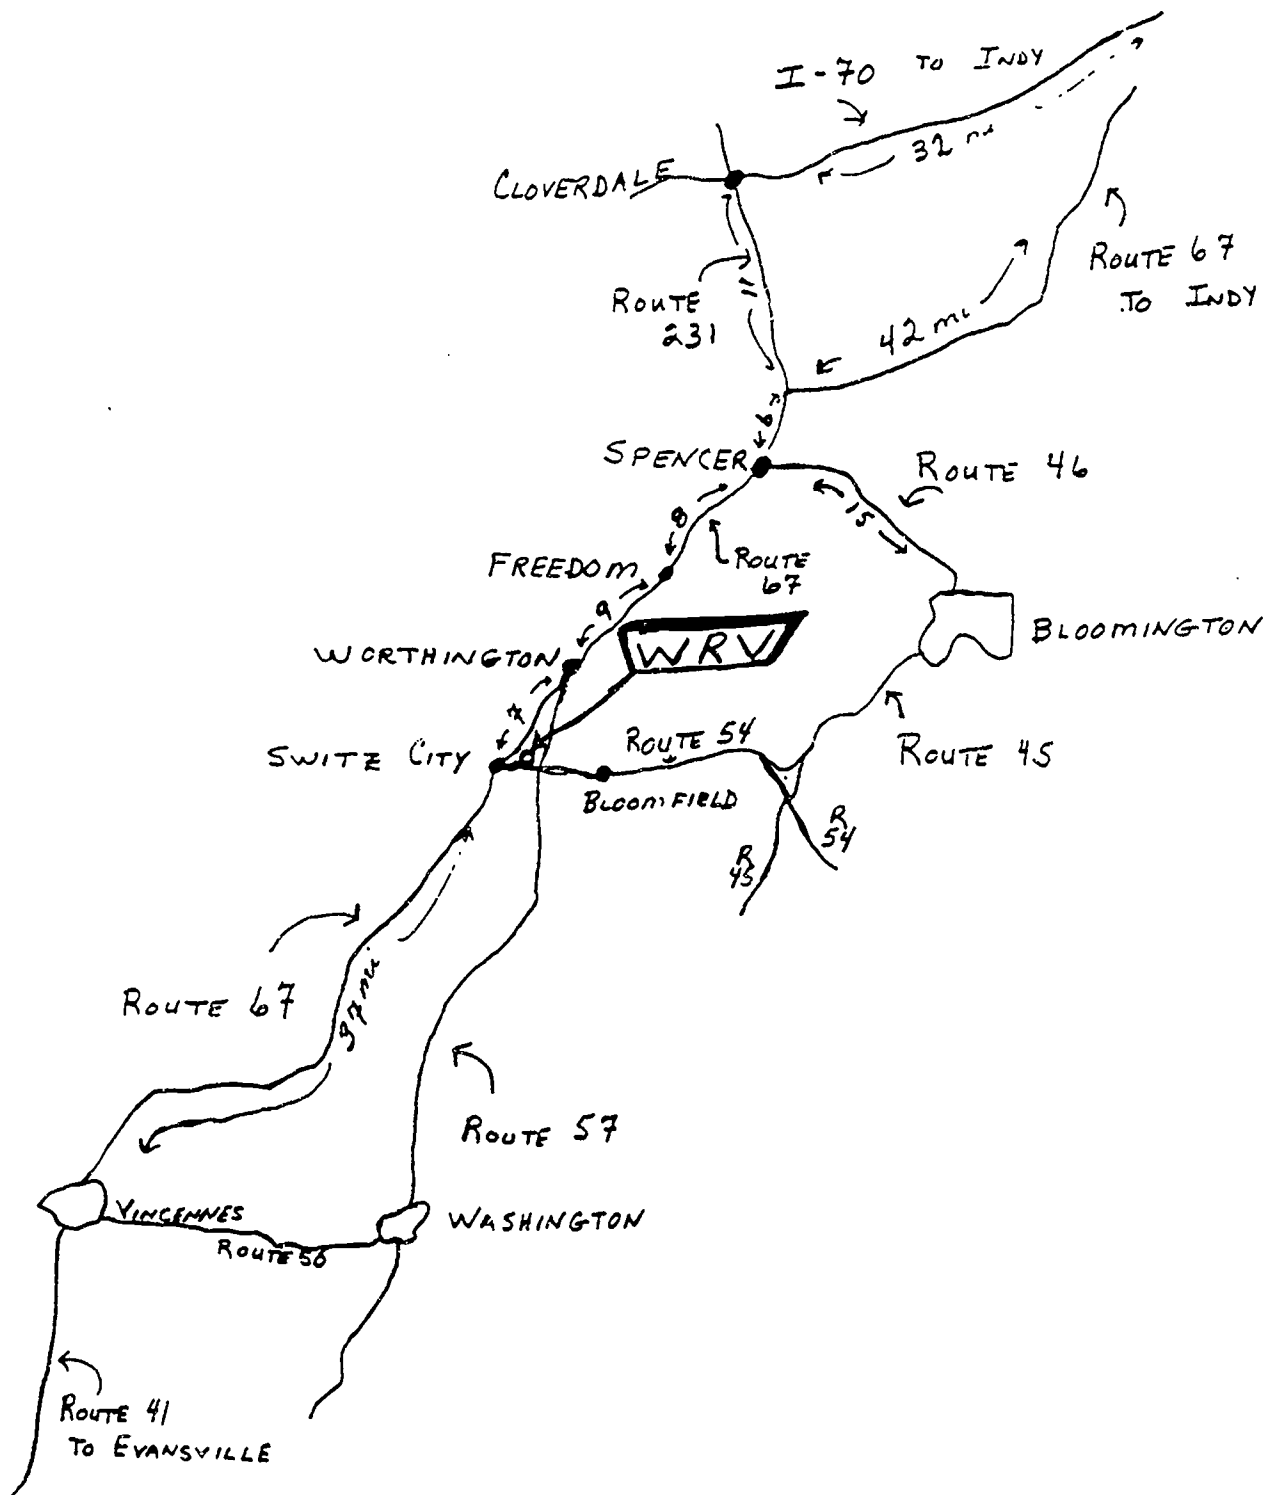 I-70 TO INDY
32 mi
CLOVERDALE
ROUTE 67
TO INDY
11
ROUTE
231
42 mi
6
SPENCER
ROUTE 46
15
8
FREEDOM
ROUTE
67
9
WRV
BLOOMINGTON
WORTHINGTON
7
ROUTE 54
SWITZ CITY
ROUTE 45
BLOOMFIELD
R
54
R
45
ROUTE 67
37 mi
ROUTE 57
VINCENNES
WASHINGTON
ROUTE 50
ROUTE 41
TO EVANSVILLE